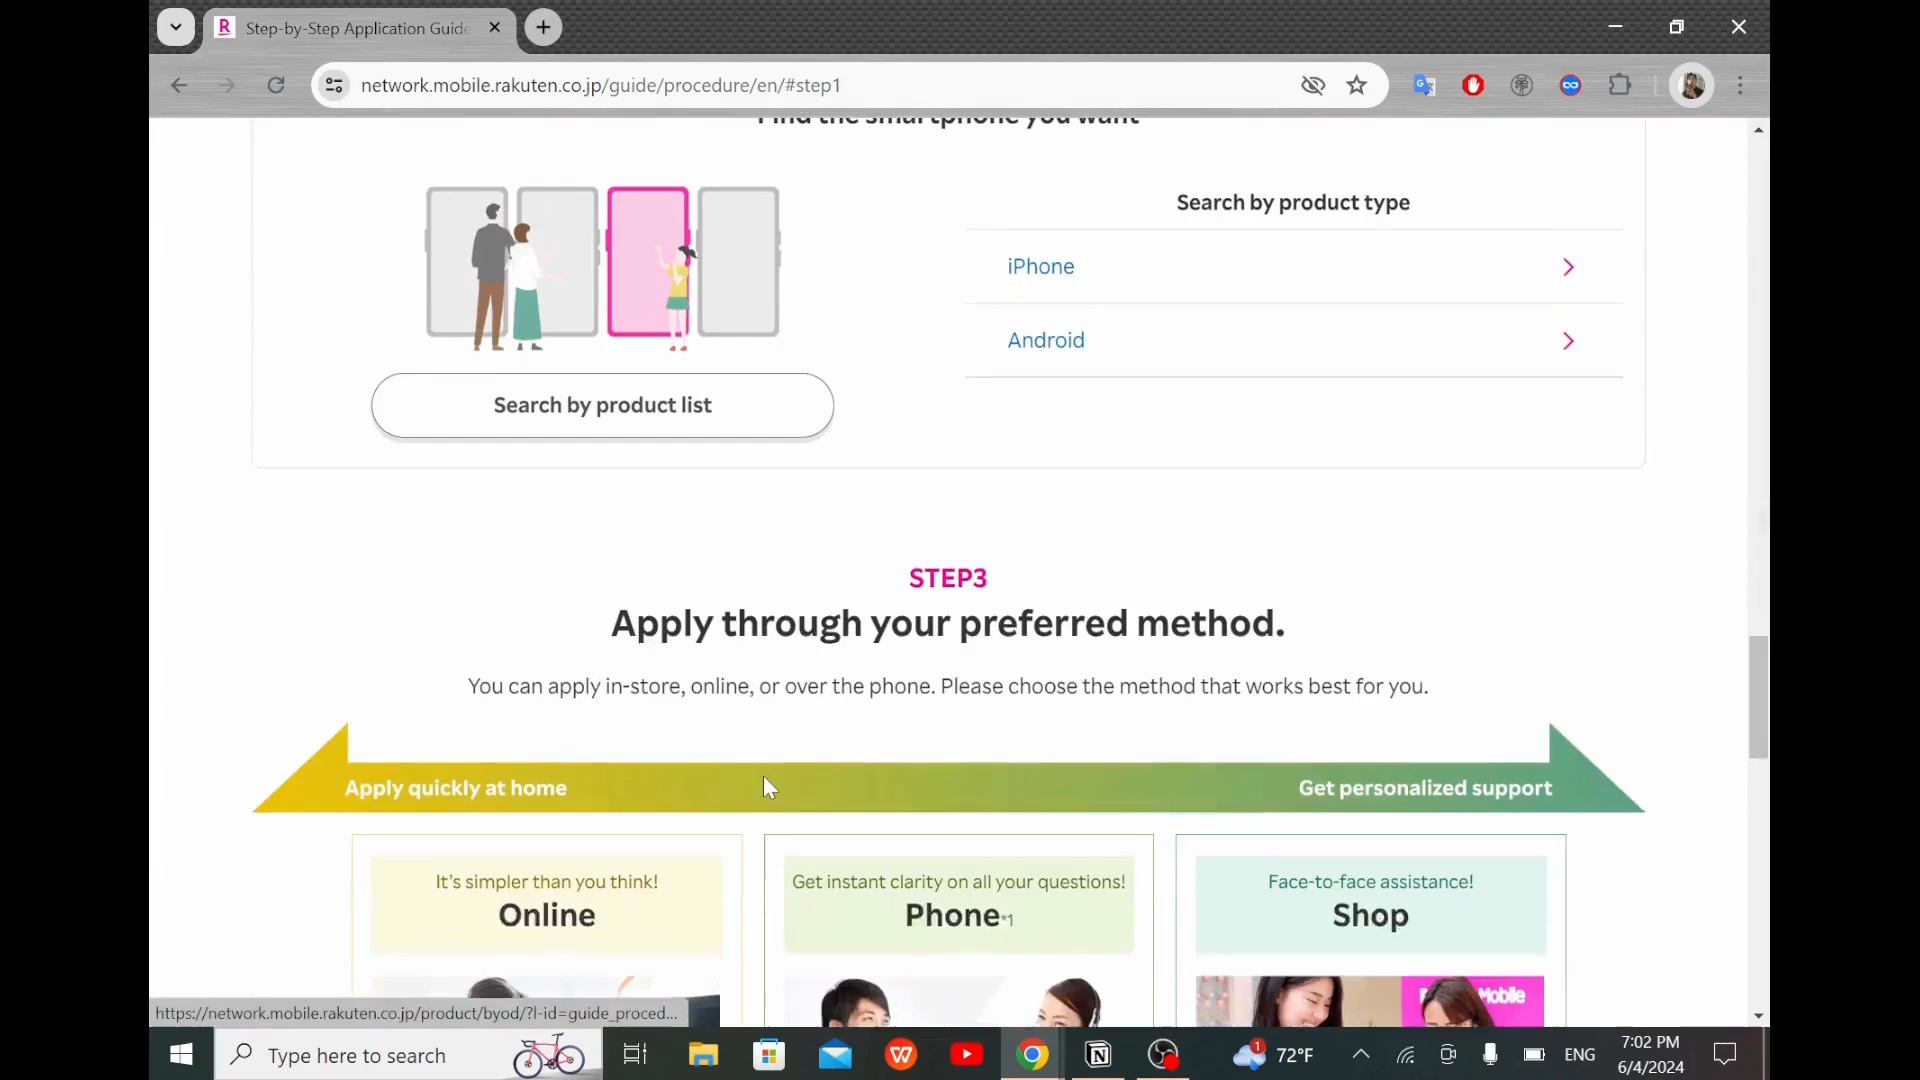 R Step-by-Step Application Guide
network.mobile.rakuten.co.jp/guide/procedure/en/#step1
Find the smartphone you want
Search by product type
iPhone
Android
Search by product list
STEP3
Apply through your preferred method.
You can apply in-store, online, or over the phone. Please choose the method that works best for you.
Apply quickly at home
Get personalized support
It's simpler than you think!
Online
Get instant clarity on all your questions!
Phone*1
Face-to-face assistance!
Shop
Mobile
https://network.mobile.rakuten.co.jp/product/byod/?l-id=guide_proced...
Type here to search
1
72°F
ENG
7:02 PM
6/4/2024